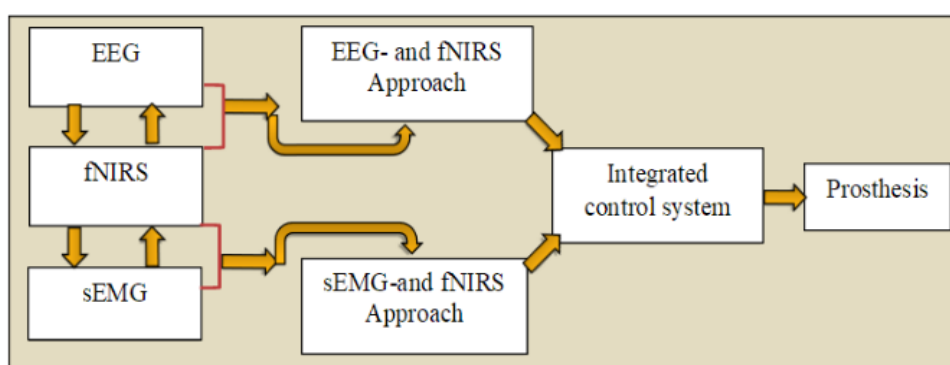 EEG
fNIRS
sEMG
EEG- and fNIRS
Approach
sEMG-and fNIRS
Approach
Integrated
control system
Prosthesis